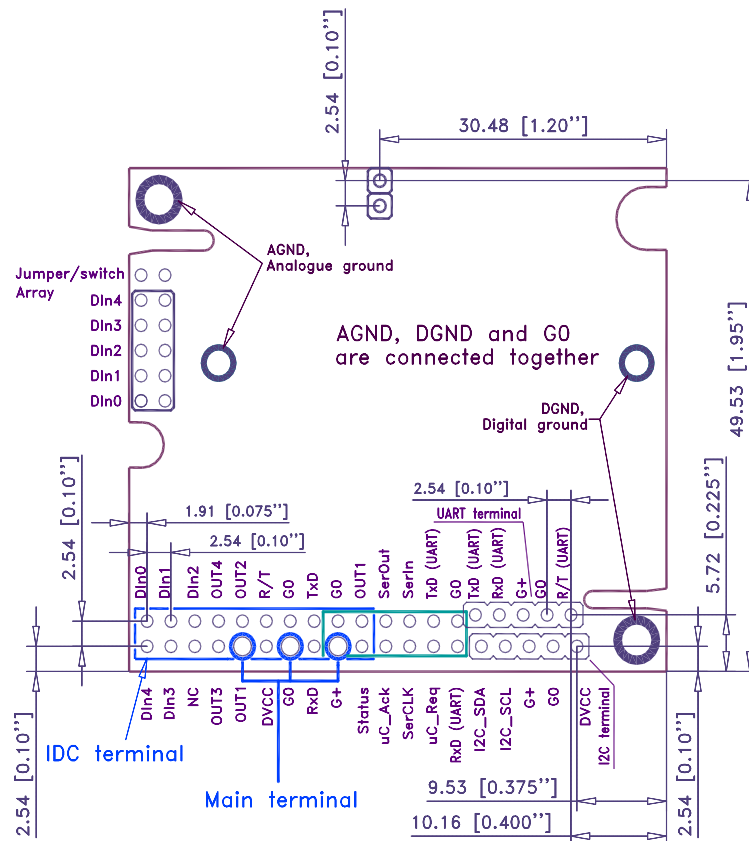 2.54 [0.10’’]
30.48 [1.20’’]
AGND,
Analogue ground
Jumper/switch
Array
DIn4
DIn3
DIn2
DIn1
DIn0
AGND, DGND and G0
are connected together
DGND,
Digital ground
49.53 [1.95’’]
2.54 [0.10’’]
1.91 [0.075’’]
2.54 [0.10’’]
2.54 [0.10’’]
UART terminal
5.72 [0.225’’]
DIn0
DIn1
DIn2
OUT4
OUT2
R/T
G0
TxD
G0
OUT1
SerOut
SerIn
TxD (UART)
G0
TxD (UART)
RxD (UART)
G+
G0
R/T (UART)
DIn4
DIn3
NC
OUT3
OUT1
DVCC
G0
RxD
G+
Status
uC_Ack
SerCLK
uC_Req
RxD (UART)
I2C_SDA
I2C_SCL
G+
G0
DVCC
I2C terminal
IDC terminal
Main terminal
2.54 [0.10’’]
9.53 [0.375’’]
10.16 [0.400’’]
2.54 [0.10’’]